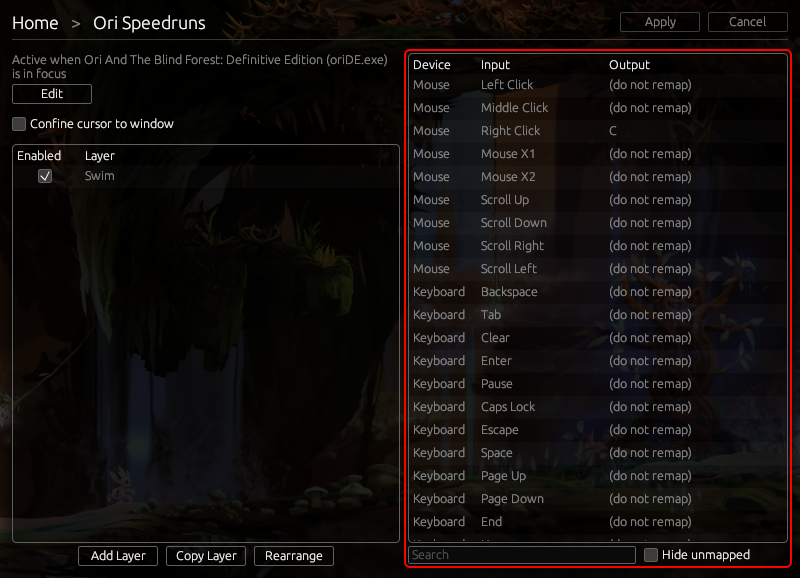 Home > Ori Speedruns
Apply
Cancel
Active when Ori And The Blind Forest: Definitive Edition (oriDE.exe)
is in focus
Edit
Confine cursor to window
Enabled Layer
Swim
Add Layer
Copy Layer
Rearrange
Device Input Output
Mouse Left Click (do not remap)
Mouse Middle Click (do not remap)
Mouse Right Click C
Mouse Mouse X1 (do not remap)
Mouse Mouse X2 (do not remap)
Mouse Scroll Up (do not remap)
Mouse Scroll Down (do not remap)
Mouse Scroll Right (do not remap)
Mouse Scroll Left (do not remap)
Keyboard Backspace (do not remap)
Keyboard Tab (do not remap)
Keyboard Clear (do not remap)
Keyboard Enter (do not remap)
Keyboard Pause (do not remap)
Keyboard Caps Lock (do not remap)
Keyboard Escape (do not remap)
Keyboard Space (do not remap)
Keyboard Page Up (do not remap)
Keyboard Page Down (do not remap)
Keyboard End (do not remap)
Search
Hide unmapped